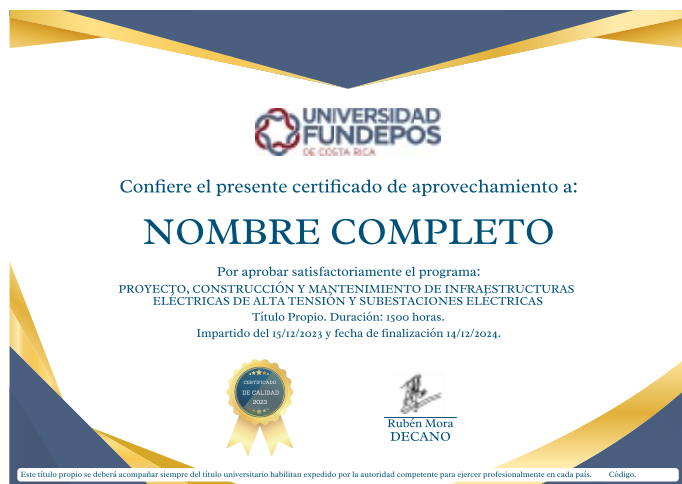 UNIVERSIDAD
FUNDEPOS
DE COSTA RICA
Confiere el presente certificado de aprovechamiento a:
NOMBRE COMPLETO
Por aprobar satisfactoriamente el programa:
PROYECTO, CONSTRUCCIÓN Y MANTENIMIENTO DE INFRAESTRUCTURAS
ELÉCTRICAS DE ALTA TENSIÓN Y SUBESTACIONES ELÉCTRICAS
Título Propio. Duración: 1500 horas.
Impartido del 15/12/2023 y fecha de finalización 14/12/2024.
CERTIFICADO
DE CALIDAD
2023
Rubén Mora
DECANO
Este título propio se deberá acompañar siempre del título universitario habilitan expedido por la autoridad competente para ejercer profesionalmente en cada país. Código.